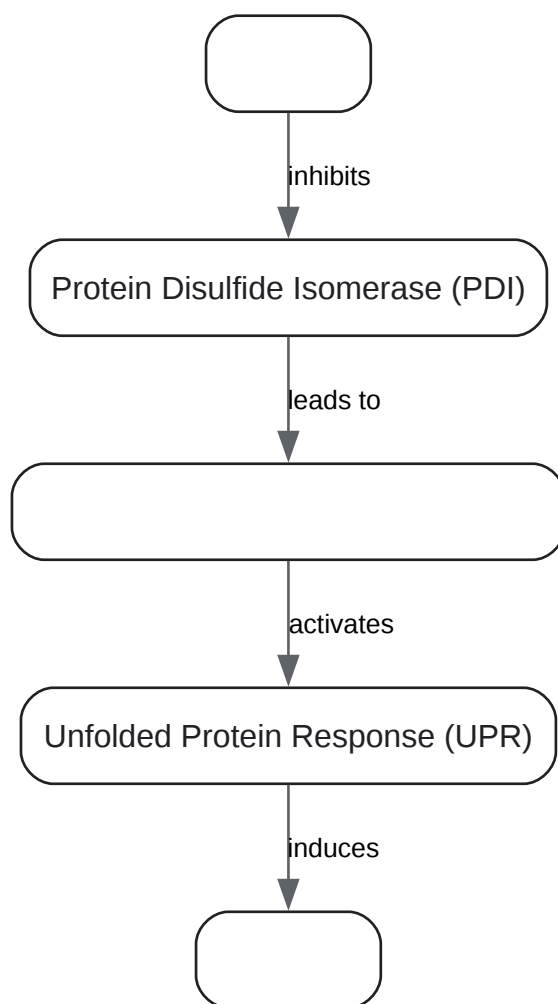 inhibits
Protein Disulfide Isomerase (PDI)
leads to
activates
Unfolded Protein Response (UPR)
induces